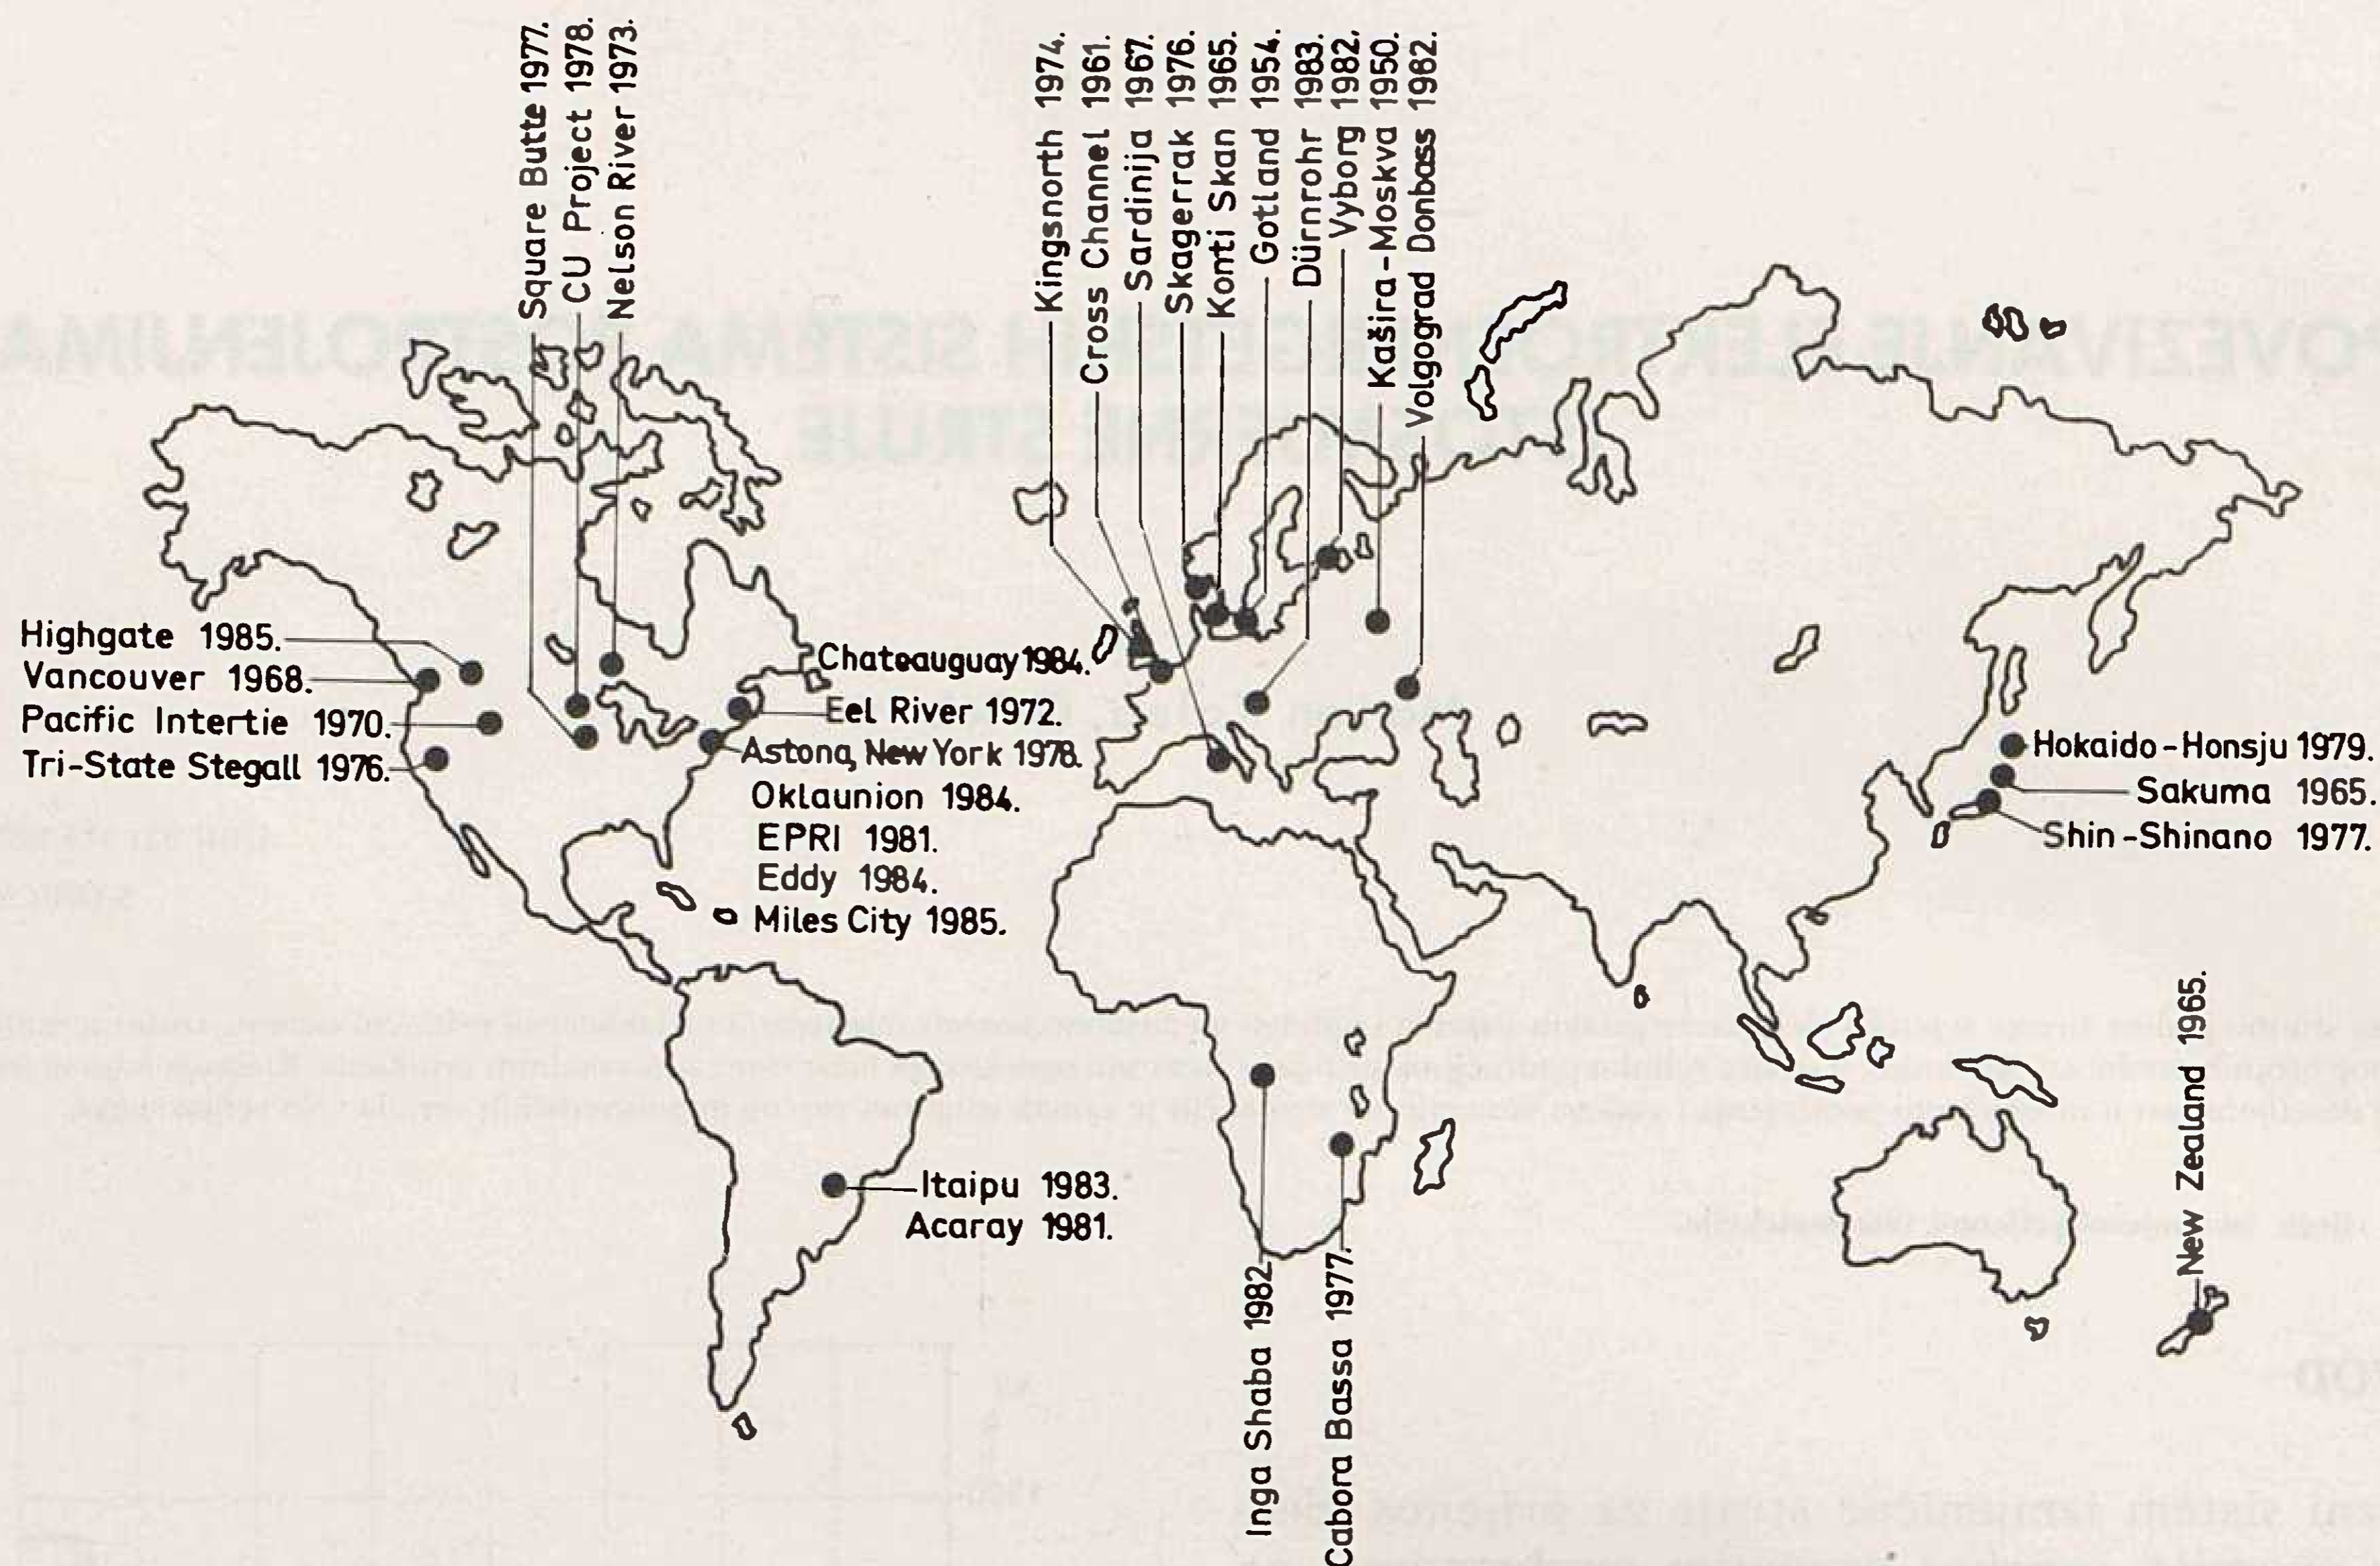 Square Butte 1977.
CU Project 1978.
Nelson River 1973.
Kingsnorth 1974.
Cross Channel 1961.
Sardinija 1967.
Skagerrak 1976.
Konti Skan 1965.
Gotland 1954.
Dürnrohr 1983.
Vyborg 1982.
Kašira-Moskva 1950.
Volgograd Donbass 1962.
Highgate 1985.
Vancouver 1968.
Pacific Intertie 1970.
Tri-State Stegall 1976.
Chateauguay 1984.
Eel River 1972.
Astona, New York 1978.
Oklaunion 1984.
EPRI 1981.
Eddy 1984.
Miles City 1985.
Hokaido-Honsju 1979.
Sakuma 1965.
Shin-Shinano 1977.
Itaipu 1983.
Acaray 1981.
Inga Shaba 1982.
Cabora Bassa 1977.
New Zealand 1965.